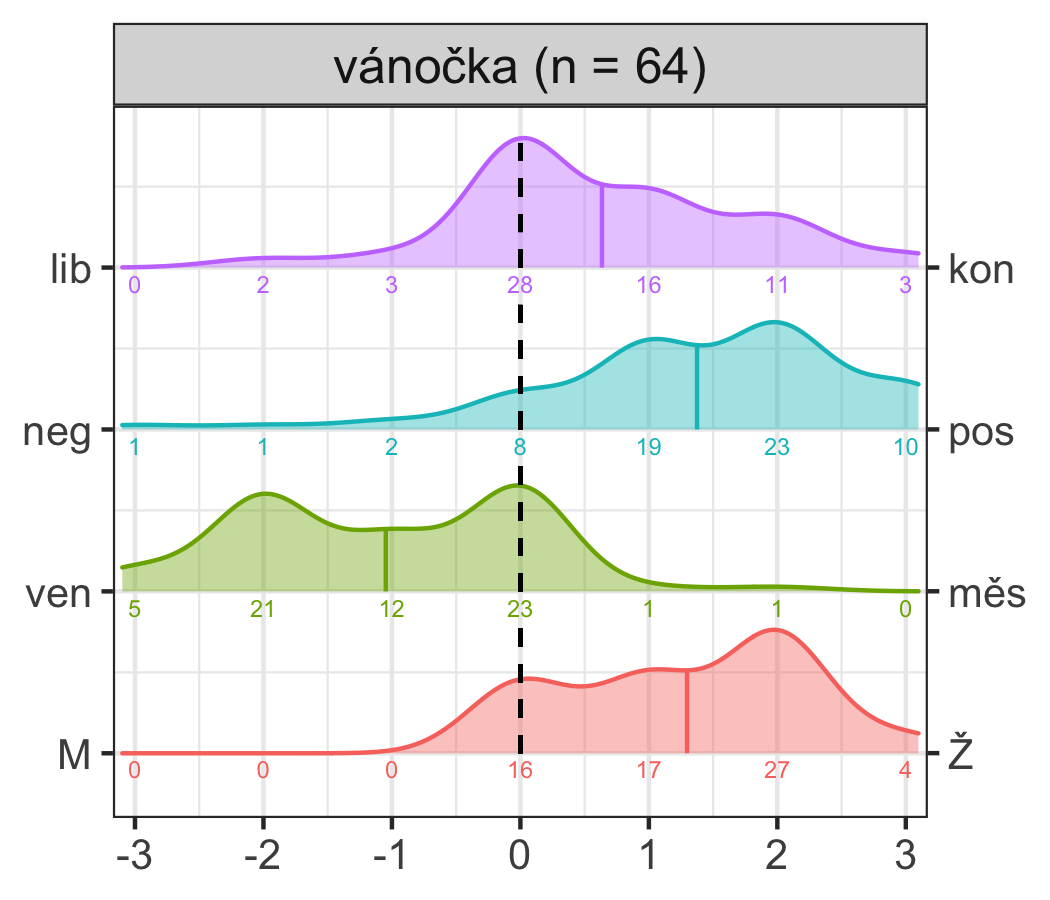 vánočka (n = 64)
lib kon
0 2 3 28 16 11 3
neg pos
1 1 2 8 19 23 10
ven měs
5 21 12 23 1 1 0
M Ž
0 0 0 16 17 27 4
-3 -2 -1 0 1 2 3